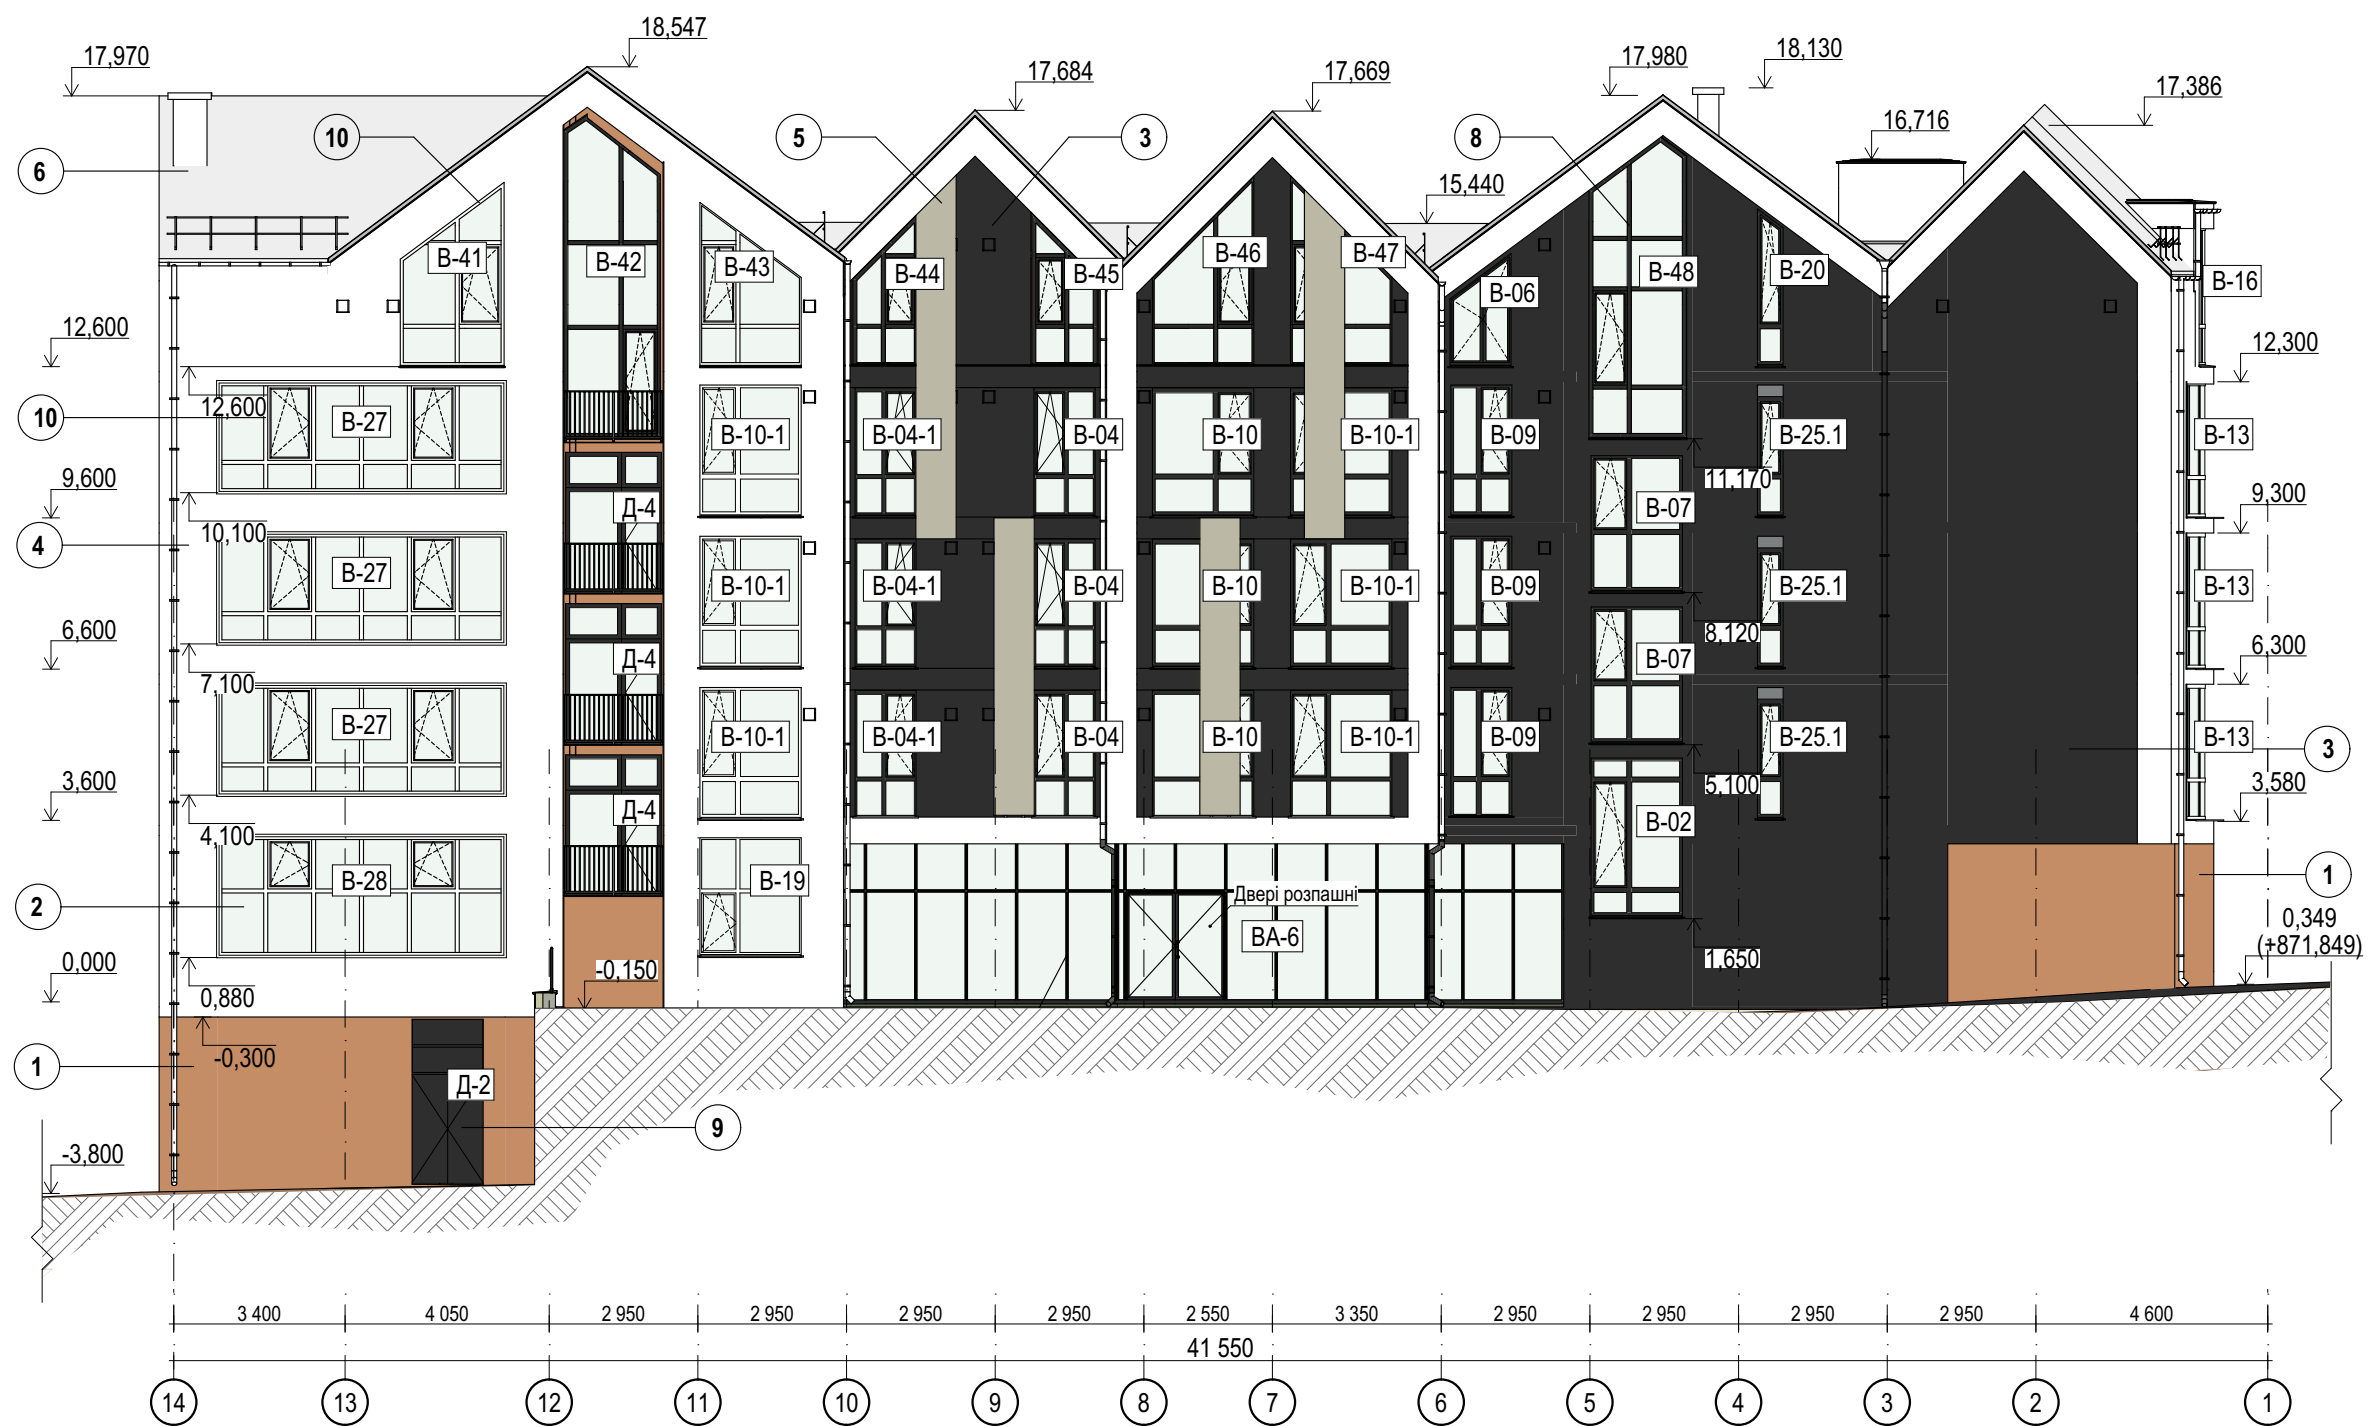 18,547
17,970
17,684
17,669
17,980
18,130
17,386
16,716
15,440
10
5
3
8
6
В-41
В-42
В-43
В-44
В-45
В-46
В-47
В-06
В-48
В-20
В-16
12,600
12,300
12,600
10
В-27
В-10-1
В-04-1
В-04
В-10
В-10-1
В-09
В-25.1
В-13
11,170
9,600
9,300
Д-4
В-07
10,100
4
В-27
В-10-1
В-04-1
В-04
В-10
В-10-1
В-09
В-25.1
В-13
8,120
6,600
6,300
Д-4
В-07
7,100
В-27
В-10-1
В-04-1
В-04
В-10
В-10-1
В-09
В-25.1
В-13
3
5,100
3,600
3,580
Д-4
В-02
4,100
В-28
В-19
1
Двері розпашні
2
ВА-6
0,349
(+871,849)
1,650
0,000
-0,150
0,880
-0,300
1
Д-2
9
-3,800
3 400 4 050 2 950 2 950 2 950 2 950 2 550 3 350 2 950 2 950 2 950 2 950 4 600
41 550
14 13 12 11 10 9 8 7 6 5 4 3 2 1